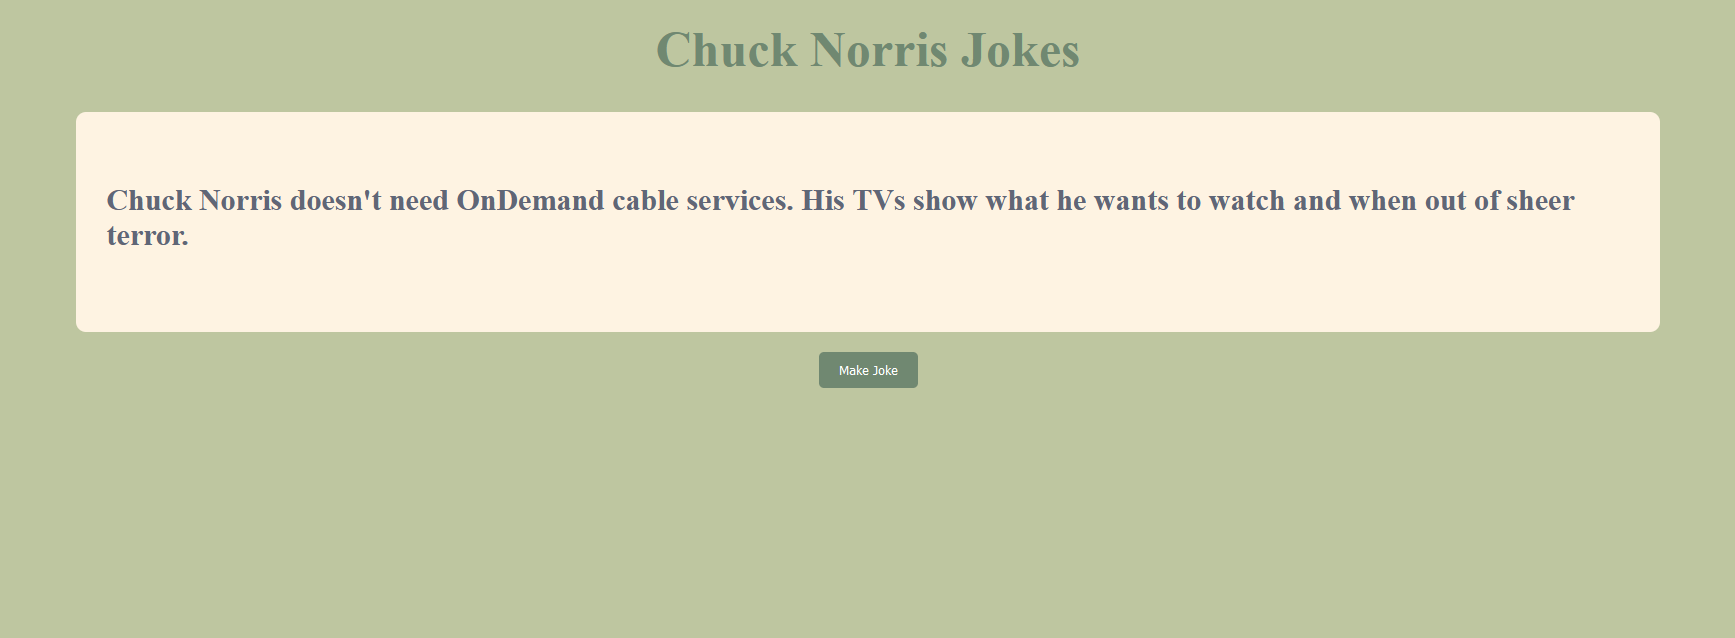 Chuck Norris Jokes
Chuck Norris doesn't need OnDemand cable services. His TVs show what he wants to watch and when out of sheer
terror.
Make Joke